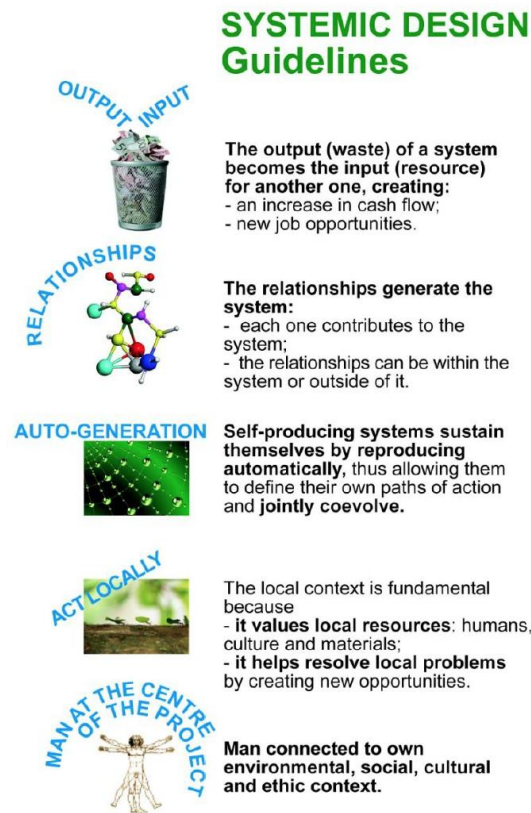 SYSTEMIC DESIGN
Guidelines
OUTPUT INPUT
The output (waste) of a system
becomes the input (resource)
for another one, creating:
- an increase in cash flow;
- new job opportunities.
RELATIONSHIPS
The relationships generate the
system:
- each one contributes to the
system;
- the relationships can be within the
system or outside of it.
AUTO-GENERATION
Self-producing systems sustain
themselves by reproducing
automatically, thus allowing them
to define their own paths of action
and jointly coevolve.
ACT LOCALLY
The local context is fundamental
because
- it values local resources: humans,
culture and materials;
- it helps resolve local problems
by creating new opportunities.
MAN AT THE CENTRE
OF THE PROJECT
Man connected to own
environmental, social, cultural
and ethic context.